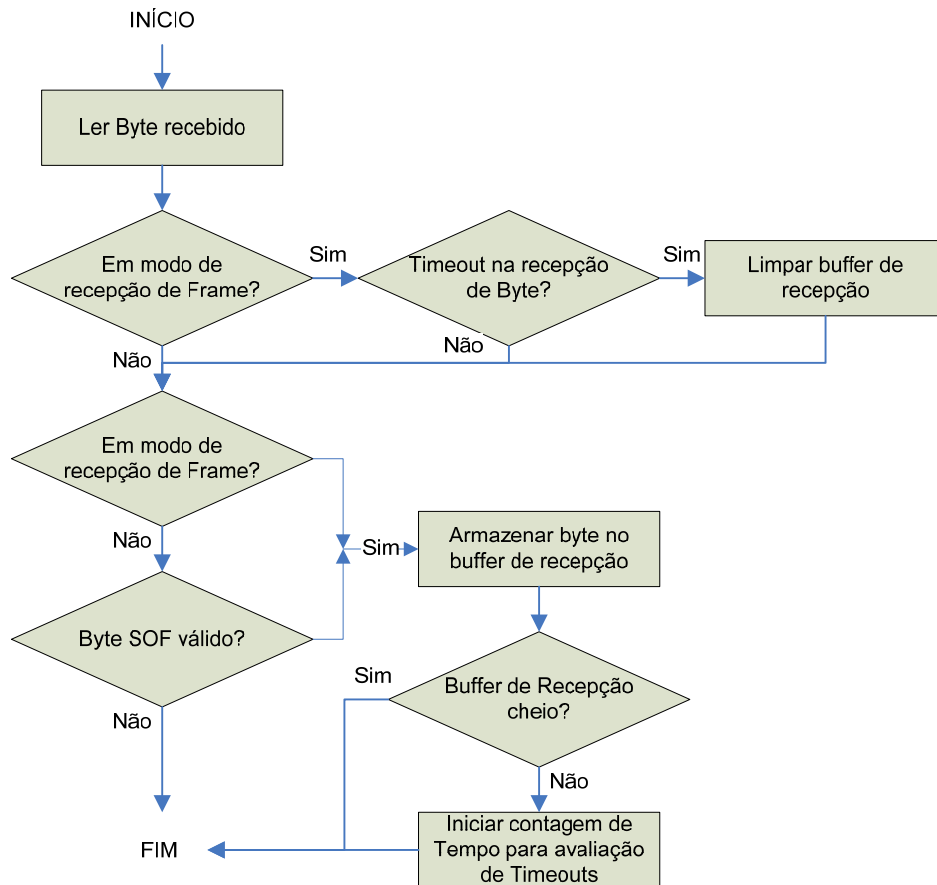 INÍCIO
Ler Byte recebido
Em modo de
recepção de Frame?
Sim
Timeout na recepção
de Byte?
Sim
Limpar buffer de
recepção
Não
Não
Em modo de
recepção de Frame?
Não
Sim
Armazenar byte no
buffer de recepção
Byte SOF válido?
Não
Sim
Buffer de Recepção
cheio?
Não
FIM
Iniciar contagem de
Tempo para avaliação
de Timeouts